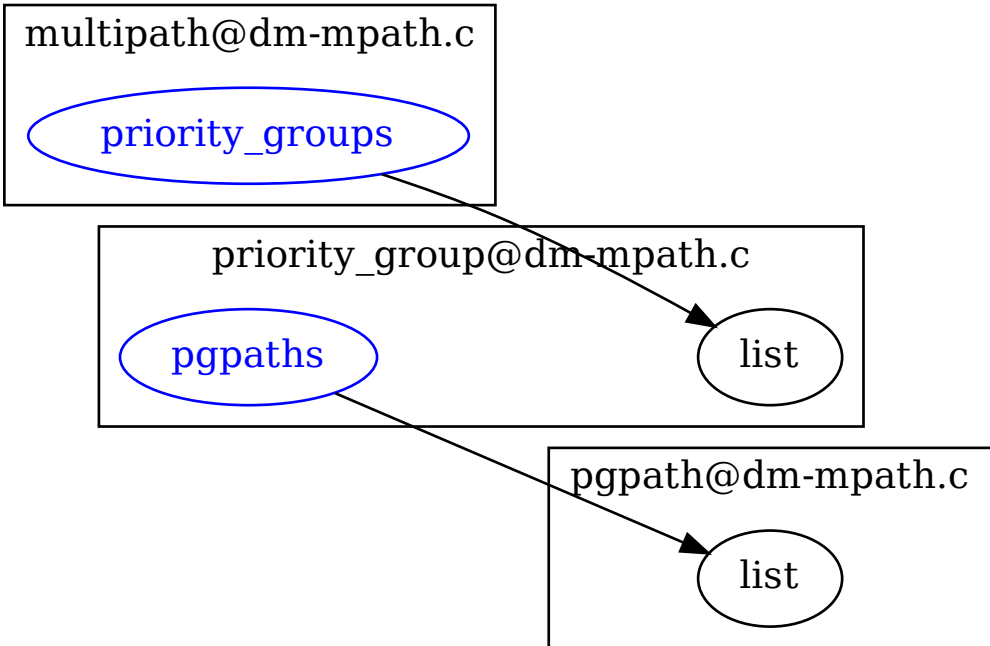 multipath@dm-mpath.c
priority_groups
priority_group@dm-mpath.c
pgpaths
list
pgpath@dm-mpath.c
list